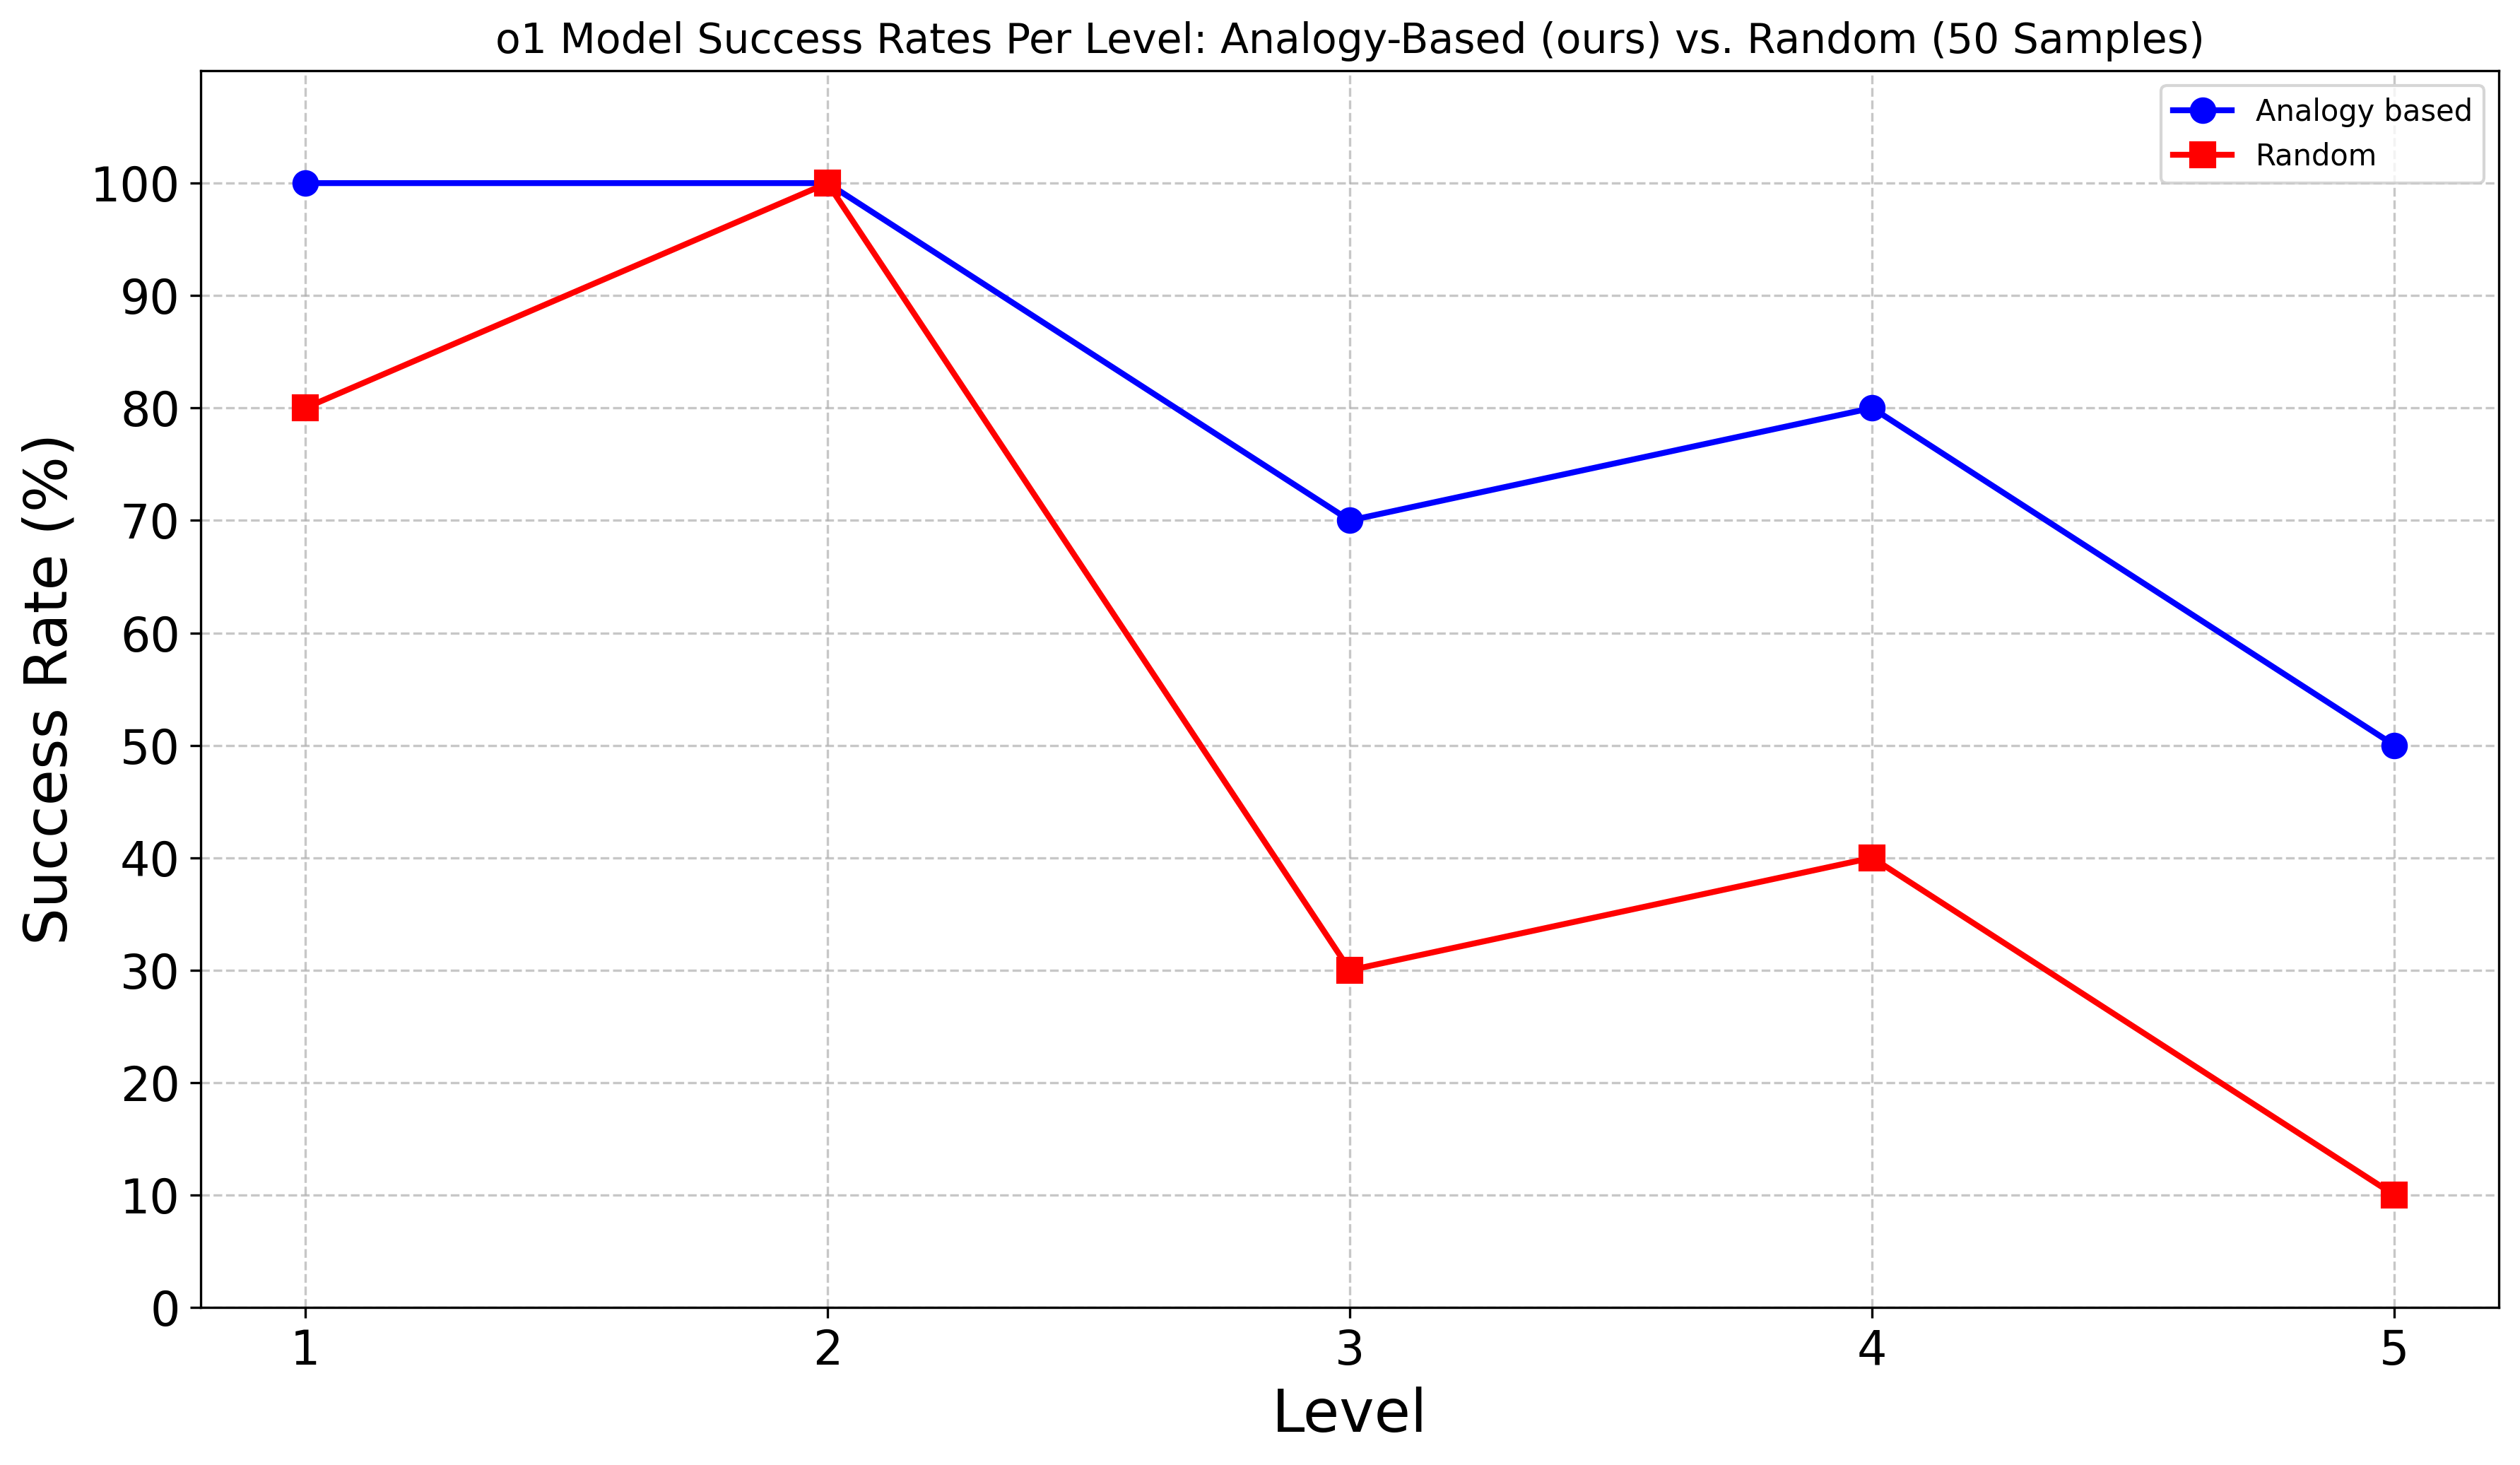 o1 Model Success Rates Per Level: Analogy-Based (ours) vs. Random (50 Samples)
Analogy based
Random
Success Rate (%)
100
90
80
70
60
50
40
30
20
10
0
1 2 3 4 5
Level